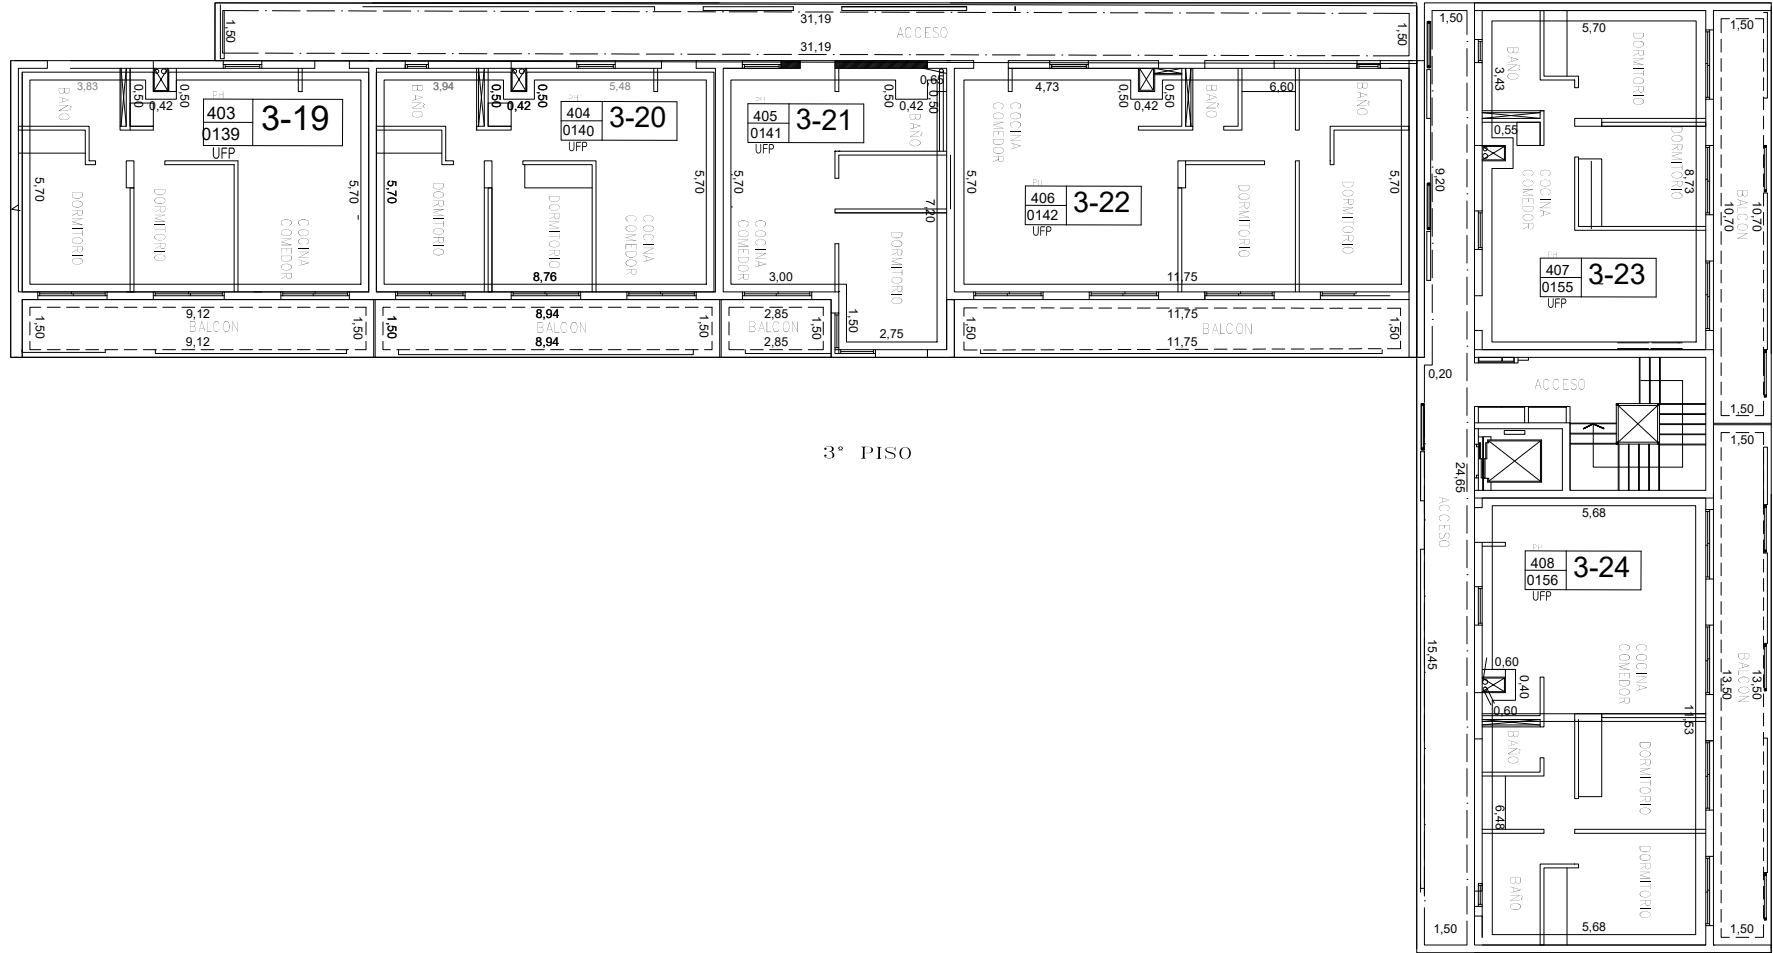 31,19
ACCESO
31,19
1,50
1,50
1,50
5,70
1,50
BAÑO
3,83
0,50
0,42
0,50
PH
403
0139
3-19
UFP
5,70
5,70
DORMITORIO
DORMITORIO
COCINA
COMEDOR
9,12
BALCON
9,12
1,50
1,50
BAÑO
3,94
0,50
0,42
0,50
5,48
PH
404
0140
3-20
UFP
5,70
5,70
DORMITORIO
DORMITORIO
COCINA
COMEDOR
8,76
8,94
BALCON
8,94
1,50
1,50
PH
405
0141
3-21
UFP
0,50
0,42
0,65
0,50
BAÑO
5,70
7,20
COCINA
COMEDOR
DORMITORIO
3,00
2,85
BALCON
2,85
1,50
1,50
2,75
4,73
0,50
0,42
0,50
6,60
BAÑO
BAÑO
COCINA
COMEDOR
PH
406
0142
3-22
UFP
5,70
5,70
DORMITORIO
DORMITORIO
11,75
11,75
BALCON
11,75
1,50
1,50
BAÑO
3,43
DORMITORIO
0,55
DORMITORIO
8,73
COCINA
COMEDOR
9,20
BALCON
10,70
10,70
PH
407
0155
3-23
UFP
0,20
ACCESO
1,50
1,50
3° PISO
24,65
ACCESO
5,68
PH
408
0156
3-24
UFP
15,45
0,60
0,40
0,60
COCINA
COMEDOR
BALCON
13,50
13,50
11,53
BAÑO
DORMITORIO
6,48
BAÑO
DORMITORIO
5,68
1,50
1,50